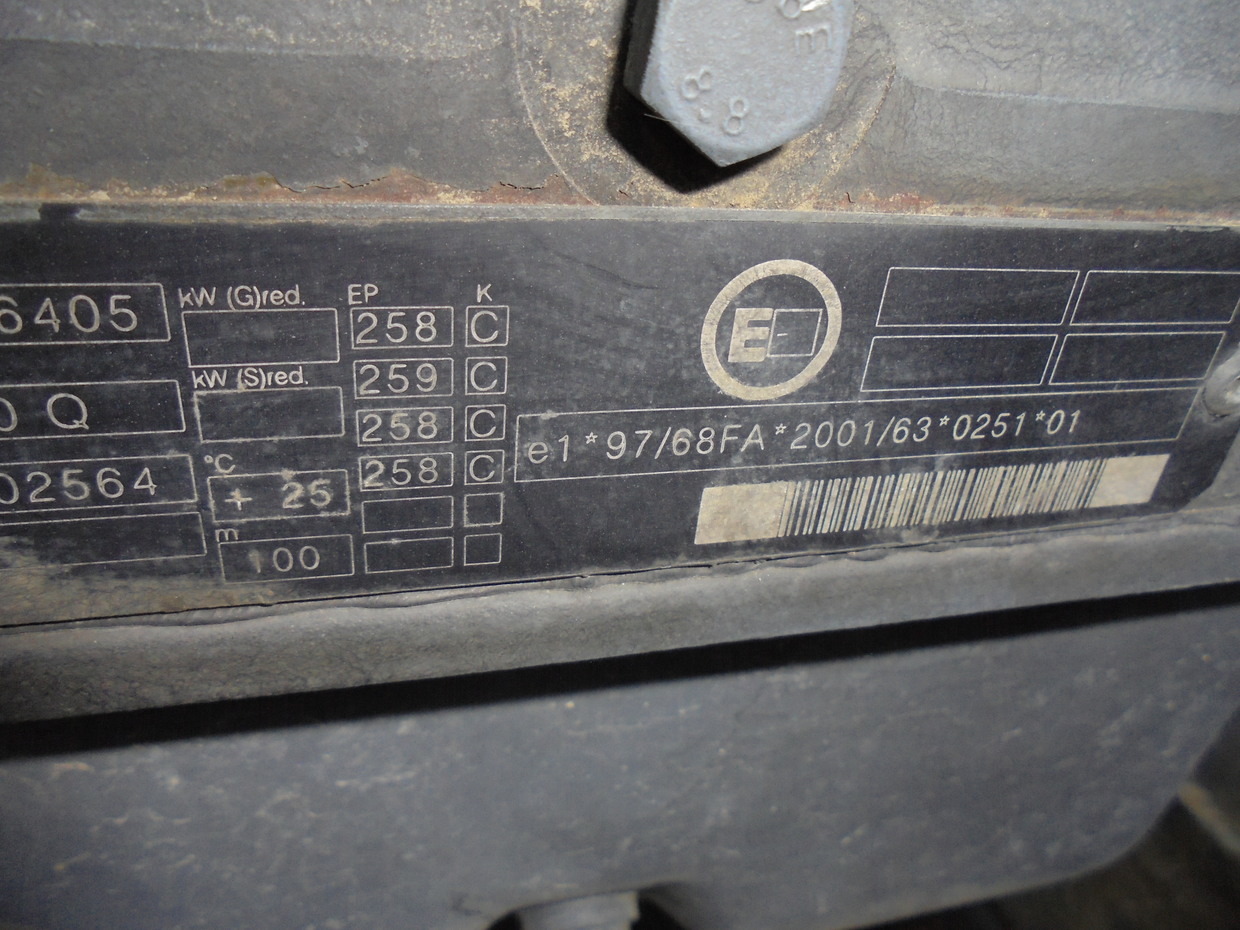 8.8
6405
kW (G)red.
EP
K
258 C
kW (S)red.
259 C
0 Q
258 C
E
e1*97/68FA*2001/63*0251*01
02564
°C
+ 25
258 C
m
100